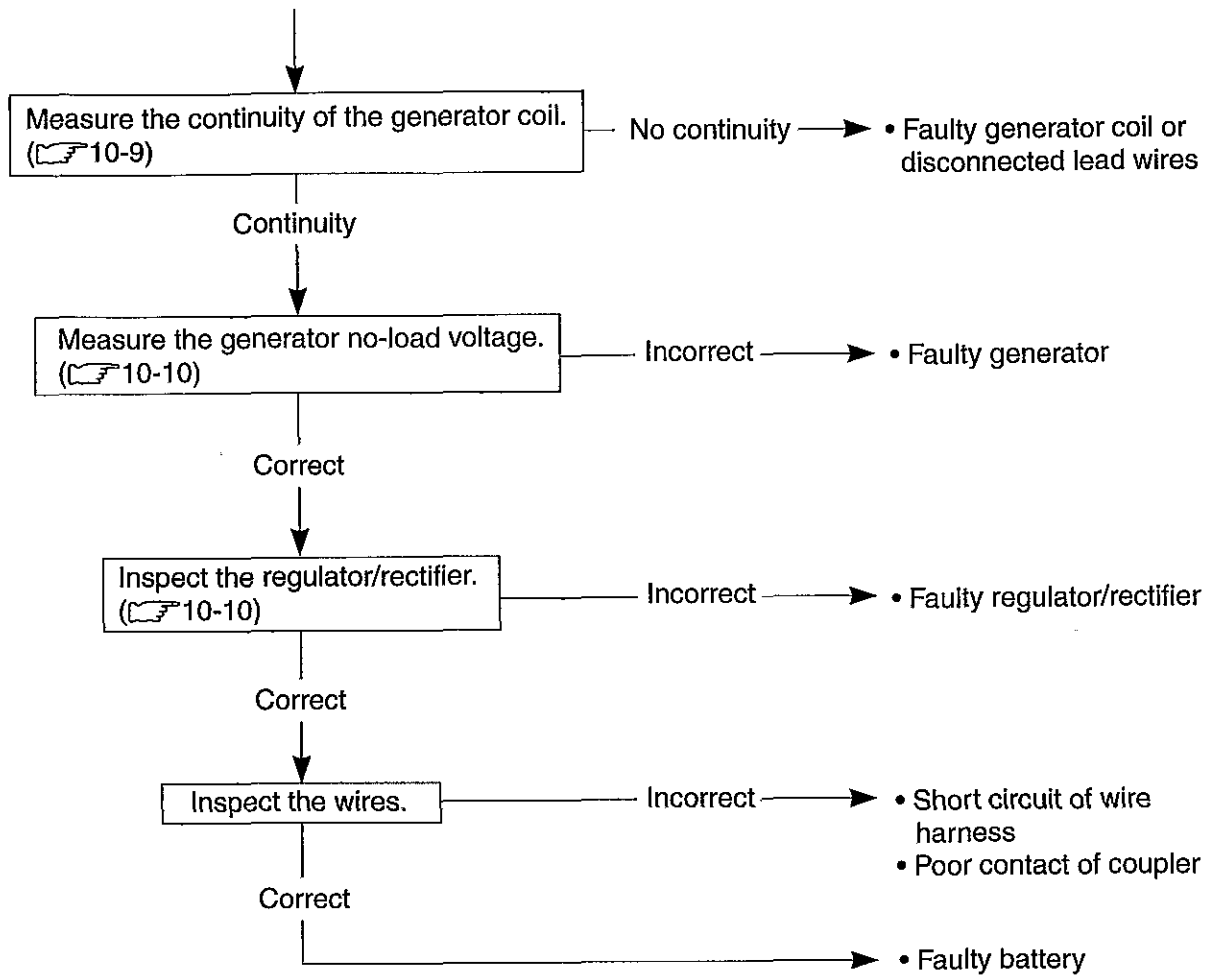 Measure the continuity of the generator coil.
(☞10-9)
No continuity
• Faulty generator coil or
disconnected lead wires
Continuity
Measure the generator no-load voltage.
(☞10-10)
Incorrect
• Faulty generator
Correct
Inspect the regulator/rectifier.
(☞10-10)
Incorrect
• Faulty regulator/rectifier
Correct
Inspect the wires.
Incorrect
• Short circuit of wire
harness
• Poor contact of coupler
Correct
• Faulty battery